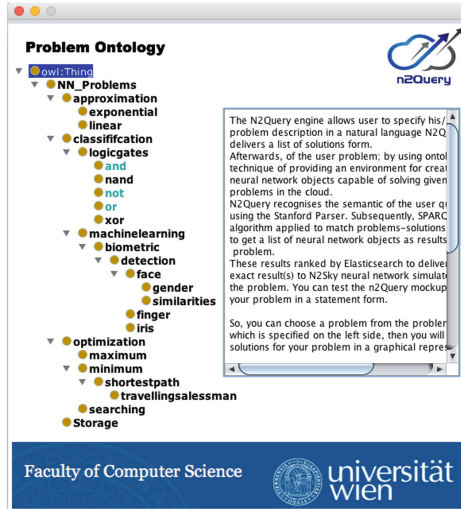 Problem Ontology
n2Query
owl:Thing
NN_Problems
approximation
exponential
linear
classififcation
logicgates
and
nand
not
or
xor
machinelearning
biometric
detection
face
gender
similarities
finger
iris
optimization
maximum
minimum
shortestpath
travellingsalessman
searching
Storage
The N2Query engine allows user to specify his/
problem description in a natural language N2Q
delivers a list of solutions form.
Afterwards, of the user problem; by using ontol
technique of providing an environment for creat
neural network objects capable of solving given
problems in the cloud.
N2Query recognises the semantic of the user q
using the Stanford Parser. Subsequently, SPARQ
algorithm applied to match problems-solutions
to get a list of neural network objects as results
problem.
These results ranked by Elasticsearch to deliver
exact result(s) to N2Sky neural network simulat
the problem. You can test the n2Query mockup
your problem in a statement form.
So, you can choose a problem from the probler
which is specified on the left side, then you will
solutions for your problem in a graphical repres
Faculty of Computer Science
universität
wien